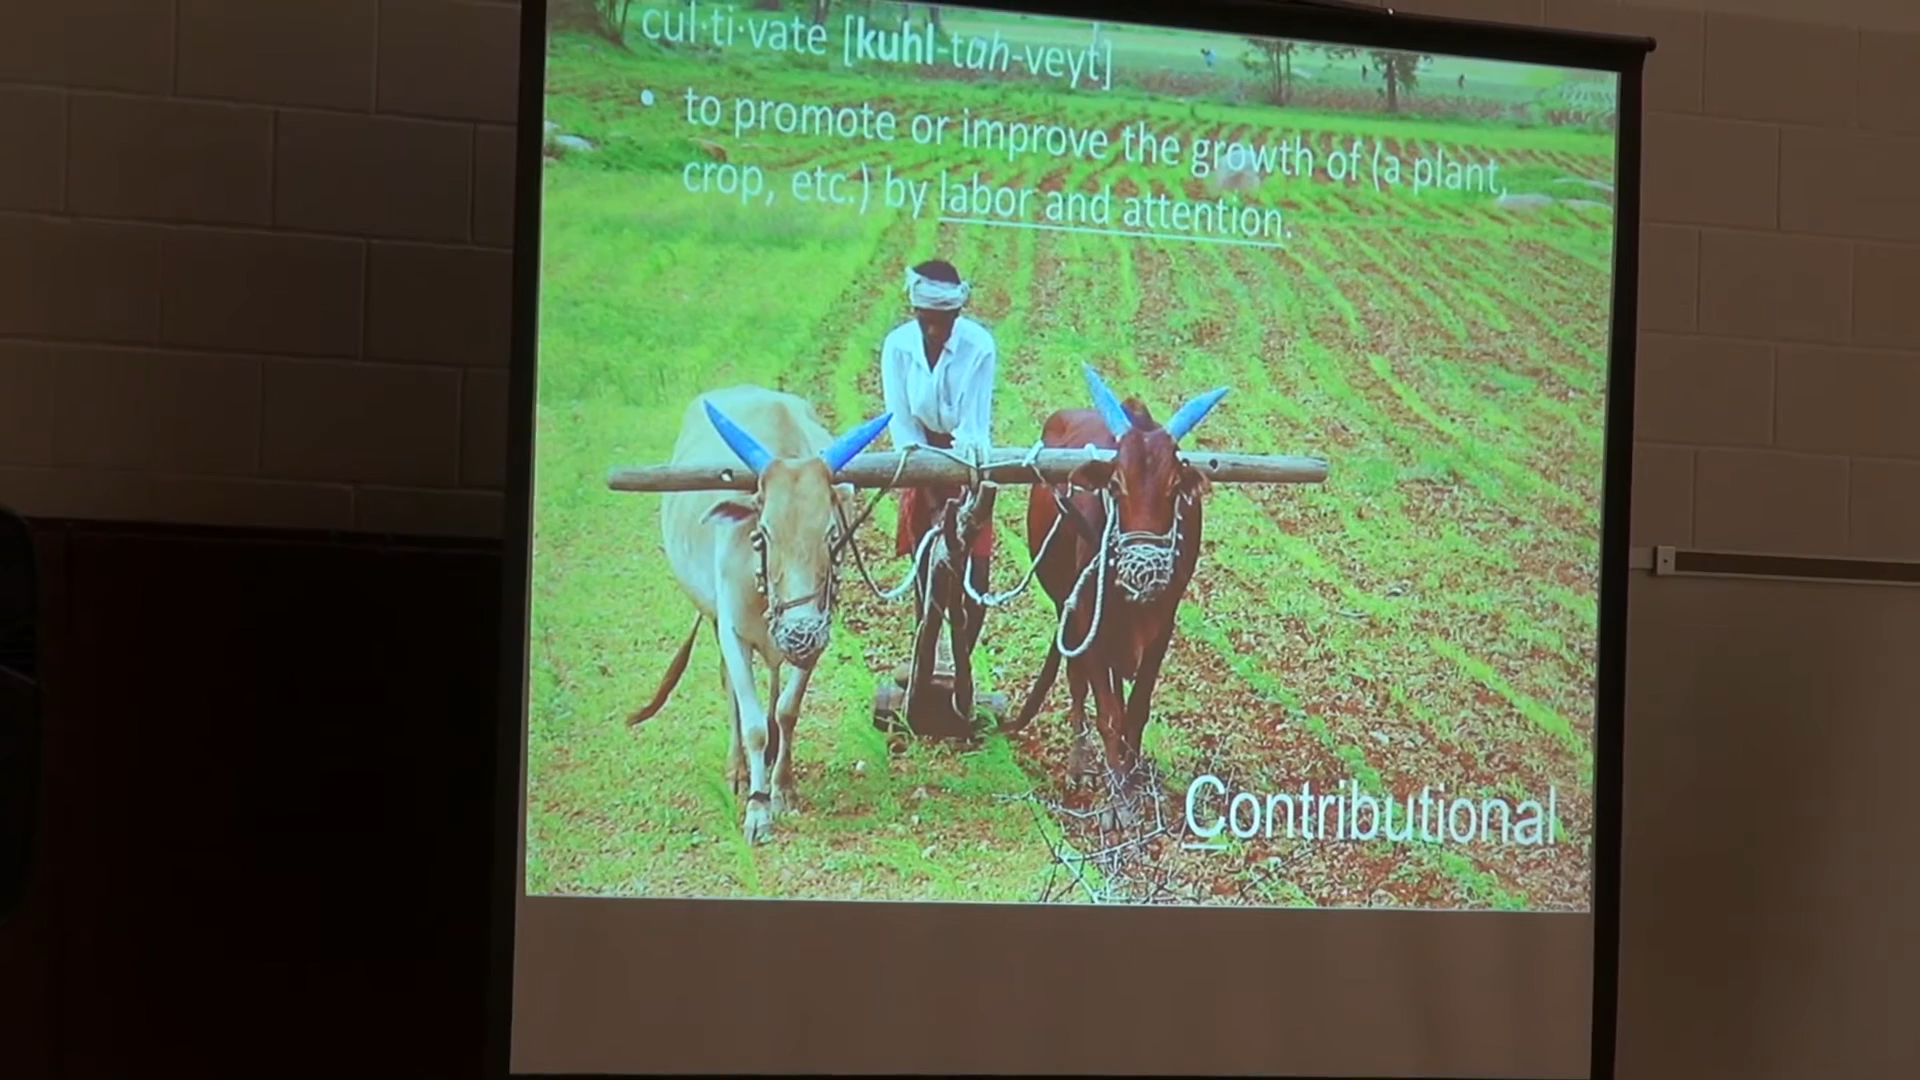 cul·ti·vate [kuhl-tuh-veyt]
• to promote or improve the growth of (a plant,
crop, etc.) by labor and attention.
Contributional